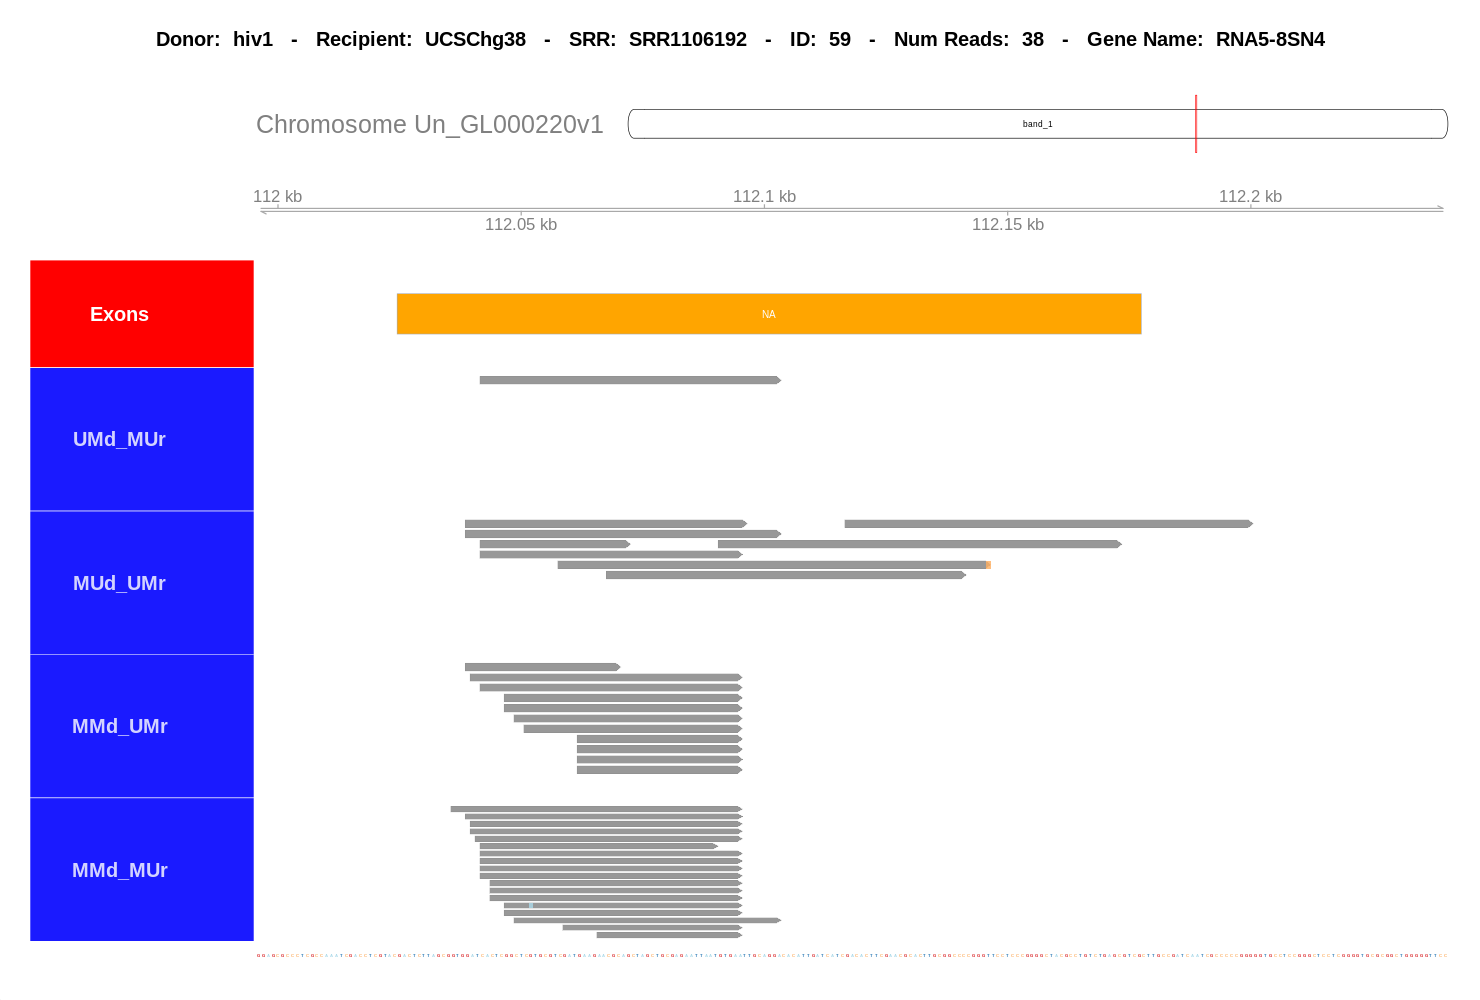 Donor: hiv1 - Recipient: UCSChg38 - SRR: SRR1106192 - ID: 59 - Num Reads: 38 - Gene Name: RNA5-8SN4
Chromosome Un_GL000220v1
band_1
112 kb 112.1 kb 112.2 kb
112.05 kb 112.15 kb
Exons
NA
UMd_MUr
MUd_UMr
MMd_UMr
MMd_MUr